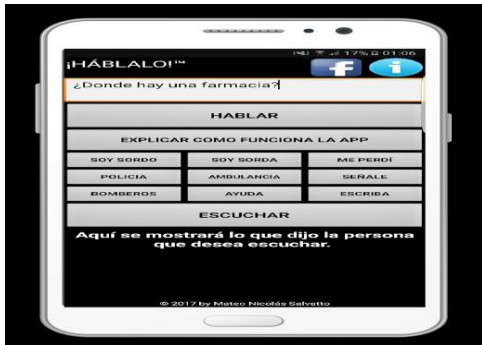 17% 01:06
¡HÁBLALO!™
¿Donde hay una farmacia?
HABLAR
EXPLICAR COMO FUNCIONA LA APP
SOY SORDO SOY SORDA ME PERDÍ
POLICIA AMBULANCIA SEÑALE
BOMBEROS AYUDA ESCRIBA
ESCUCHAR
Aquí se mostrará lo que dijo la persona
que desea escuchar.
© 2017 by Mateo Nicolás Salvatto